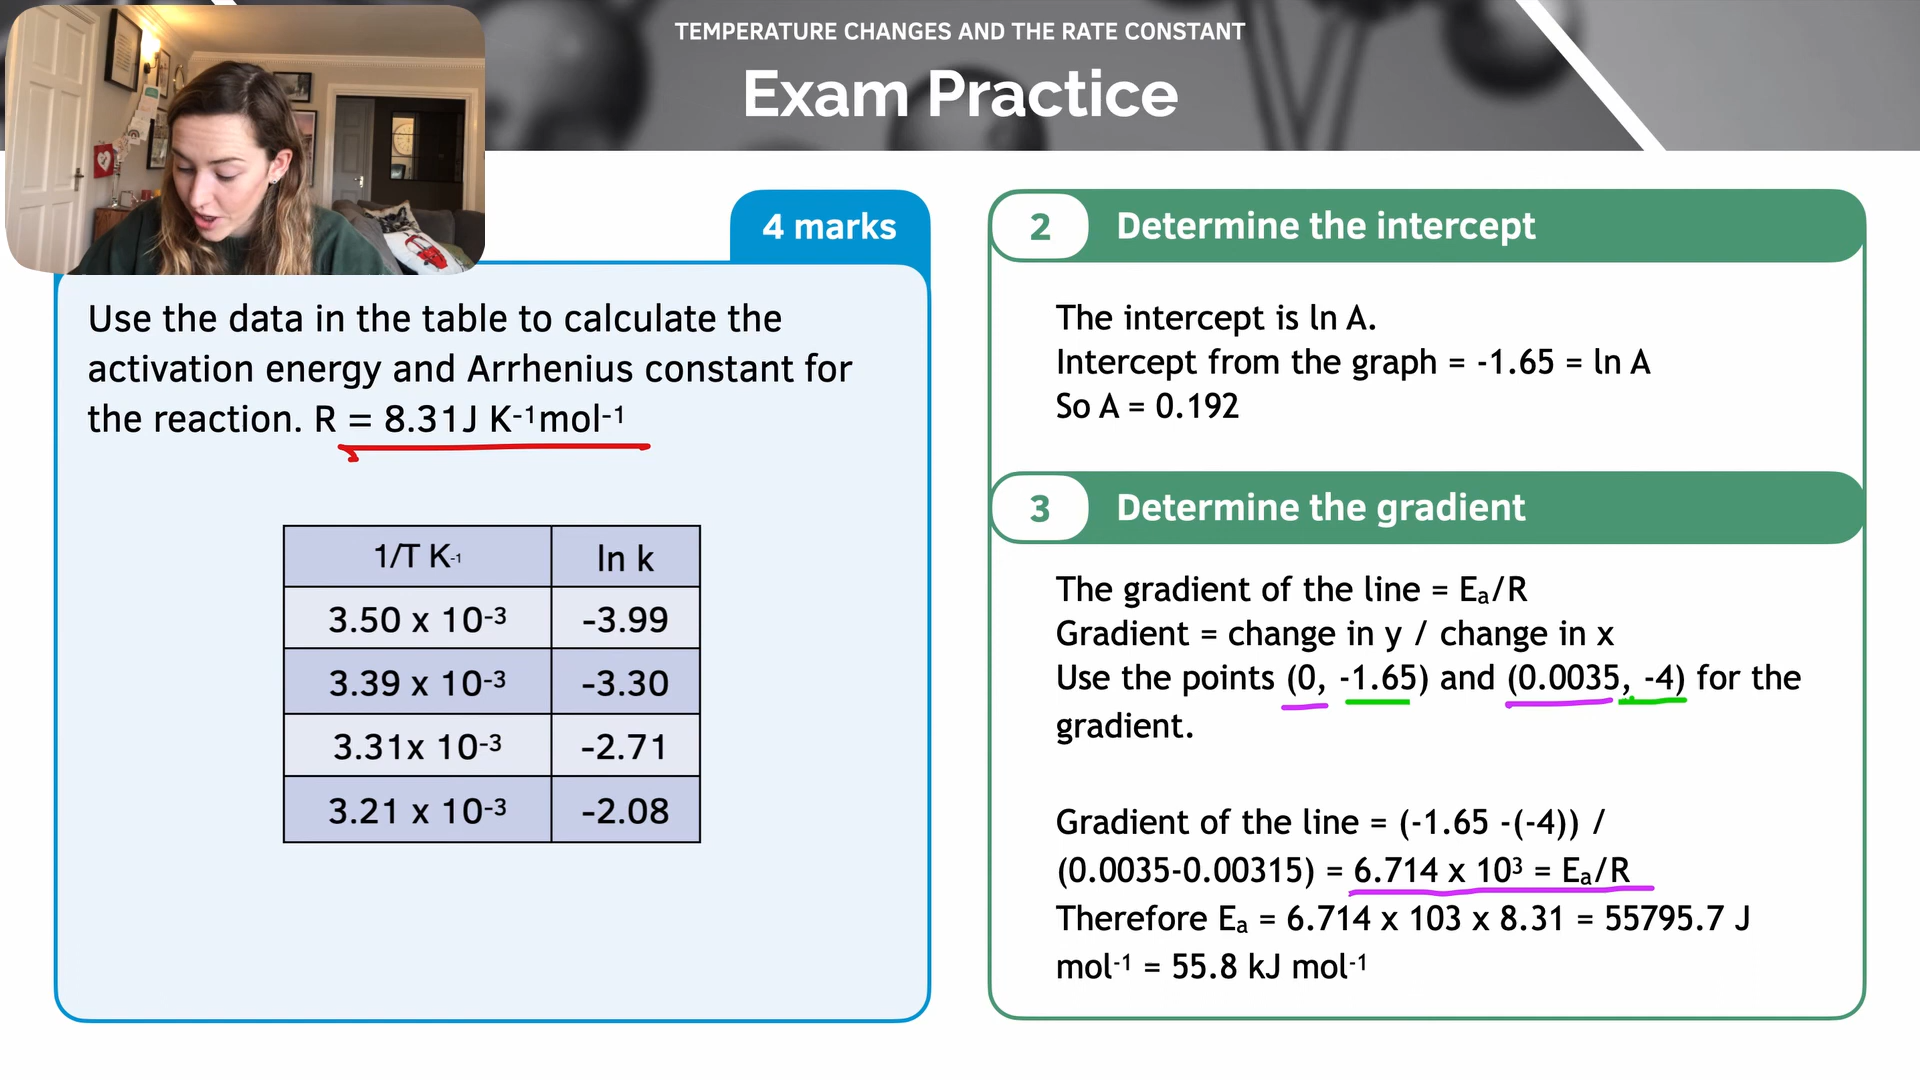 TEMPERATURE CHANGES AND THE RATE CONSTANT
Exam Practice
4 marks
Use the data in the table to calculate the
activation energy and Arrhenius constant for
the reaction. R = 8.31J K⁻¹mol⁻¹
1/T K⁻¹ ln k
3.50 x 10⁻³ -3.99
3.39 x 10⁻³ -3.30
3.31x 10⁻³ -2.71
3.21 x 10⁻³ -2.08
2 Determine the intercept
The intercept is ln A.
Intercept from the graph = -1.65 = ln A
So A = 0.192
3 Determine the gradient
The gradient of the line = Eₐ/R
Gradient = change in y / change in x
Use the points (0, -1.65) and (0.0035, -4) for the
gradient.
Gradient of the line = (-1.65 -(-4)) /
(0.0035-0.00315) = 6.714 x 10³ = Eₐ/R
Therefore Eₐ = 6.714 x 103 x 8.31 = 55795.7 J
mol⁻¹ = 55.8 kJ mol⁻¹